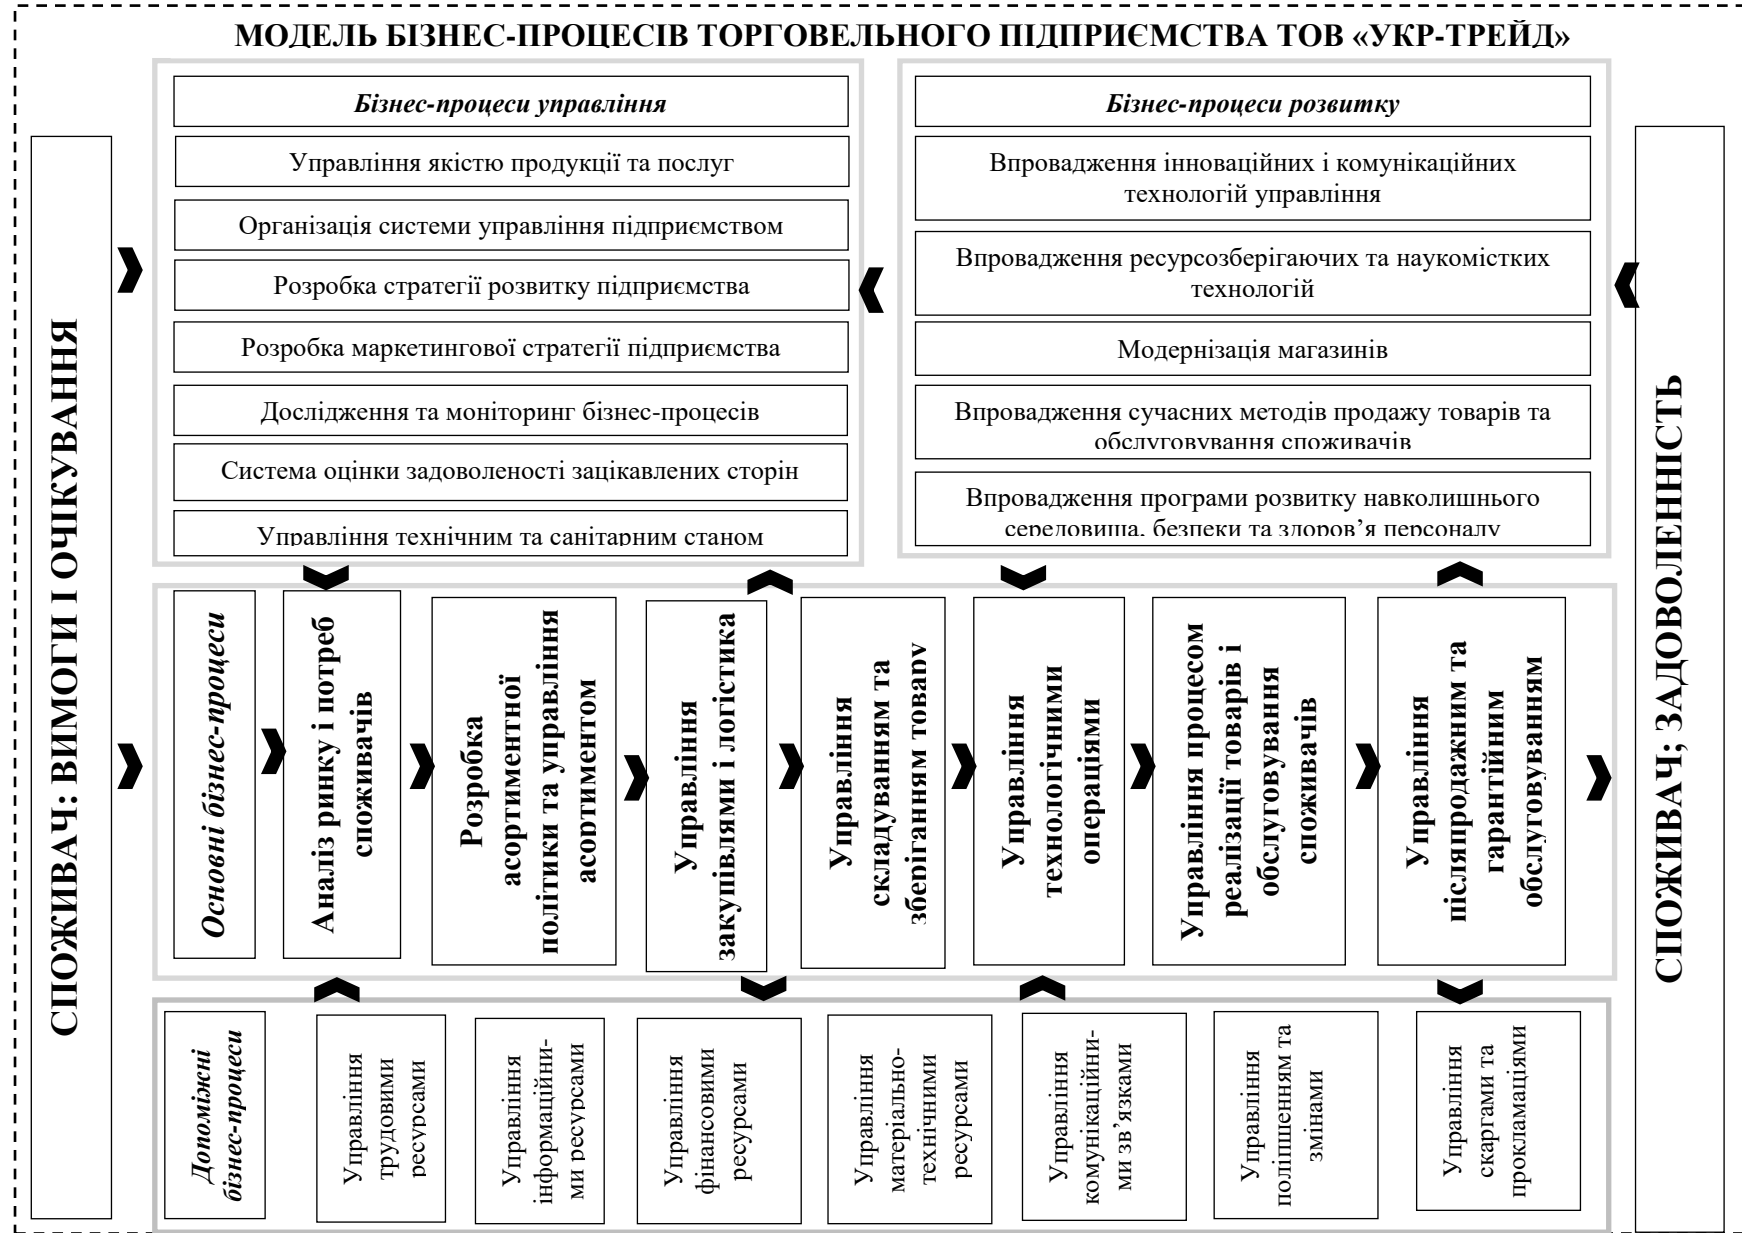 МОДЕЛЬ БІЗНЕС-ПРОЦЕСІВ ТОРГОВЕЛЬНОГО ПІДПРИЄМСТВА ТОВ «УКР-ТРЕЙД»
СПОЖИВАЧ: ВИМОГИ І ОЧІКУВАННЯ
Бізнес-процеси управління
Управління якістю продукції та послуг
Організація системи управління підприємством
Розробка стратегії розвитку підприємства
Розробка маркетингової стратегії підприємства
Дослідження та моніторинг бізнес-процесів
Система оцінки задоволеності зацікавлених сторін
Управління технічним та санітарним станом
Бізнес-процеси розвитку
Впровадження інноваційних і комунікаційних
технологій управління
Впровадження ресурсозберігаючих та наукомістких
технологій
Модернізація магазинів
Впровадження сучасних методів продажу товарів та
обслуговування споживачів
Впровадження програми розвитку навколишнього
середовища, безпеки та здоров’я персоналу
Основні бізнес-процеси
Аналіз ринку і потреб
споживачів
Розробка
асортиментної
політики та управління
асортиментом
Управління
закупівлями і логістика
Управління
складуванням та
зберіганням товару
Управління
технологічними
операціями
Управління процесом
реалізації товарів і
обслуговування
споживачів
Управління
післяпродажним та
гарантійним
обслуговуванням
Допоміжні
бізнес-процеси
Управління
трудовими
ресурсами
Управління
інформаційни-
ми ресурсами
Управління
фінансовими
ресурсами
Управління
матеріально-
технічними
ресурсами
Управління
комунікаційни-
ми зв’язками
Управління
поліпшенням та
змінами
Управління
скаргами та
прокламаціями
СПОЖИВАЧ; ЗАДОВОЛЕННІСТЬ